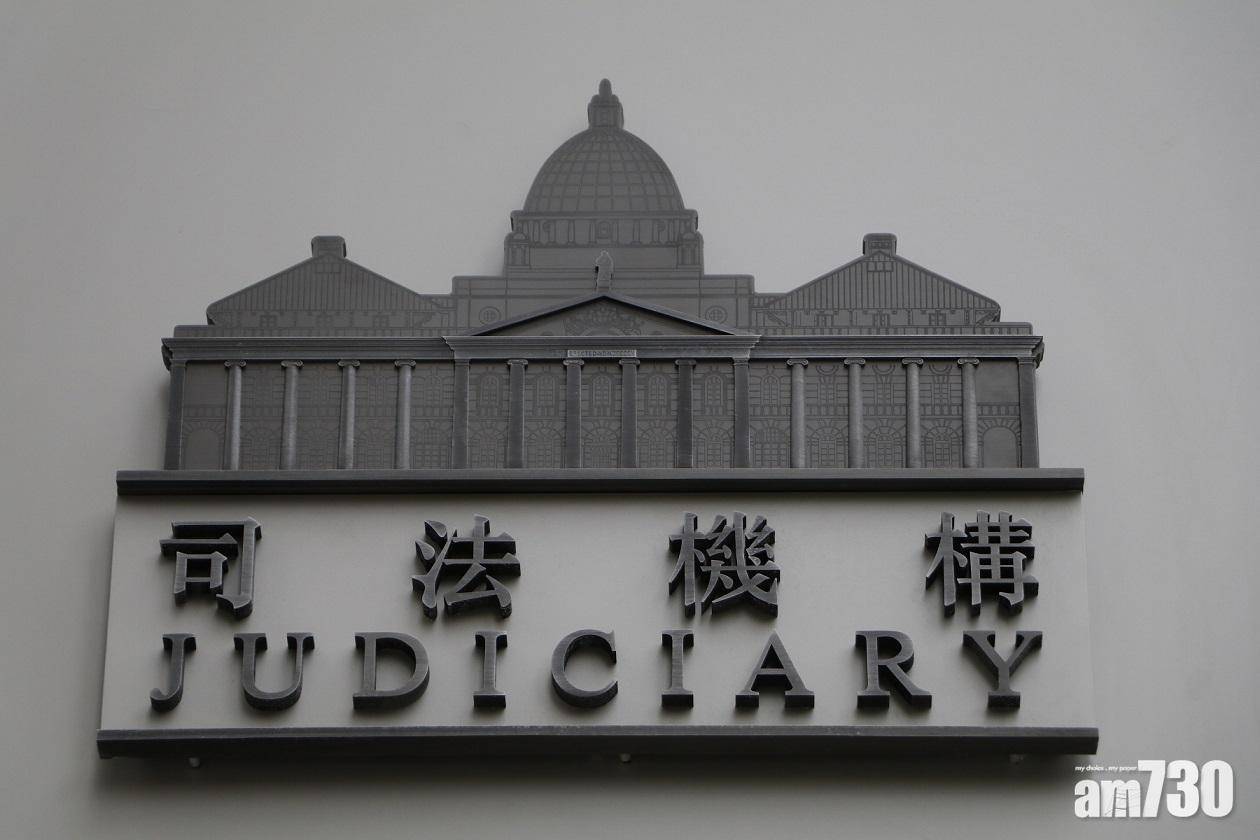 司法機構
JUDICIARY
my choice . my paper
am730